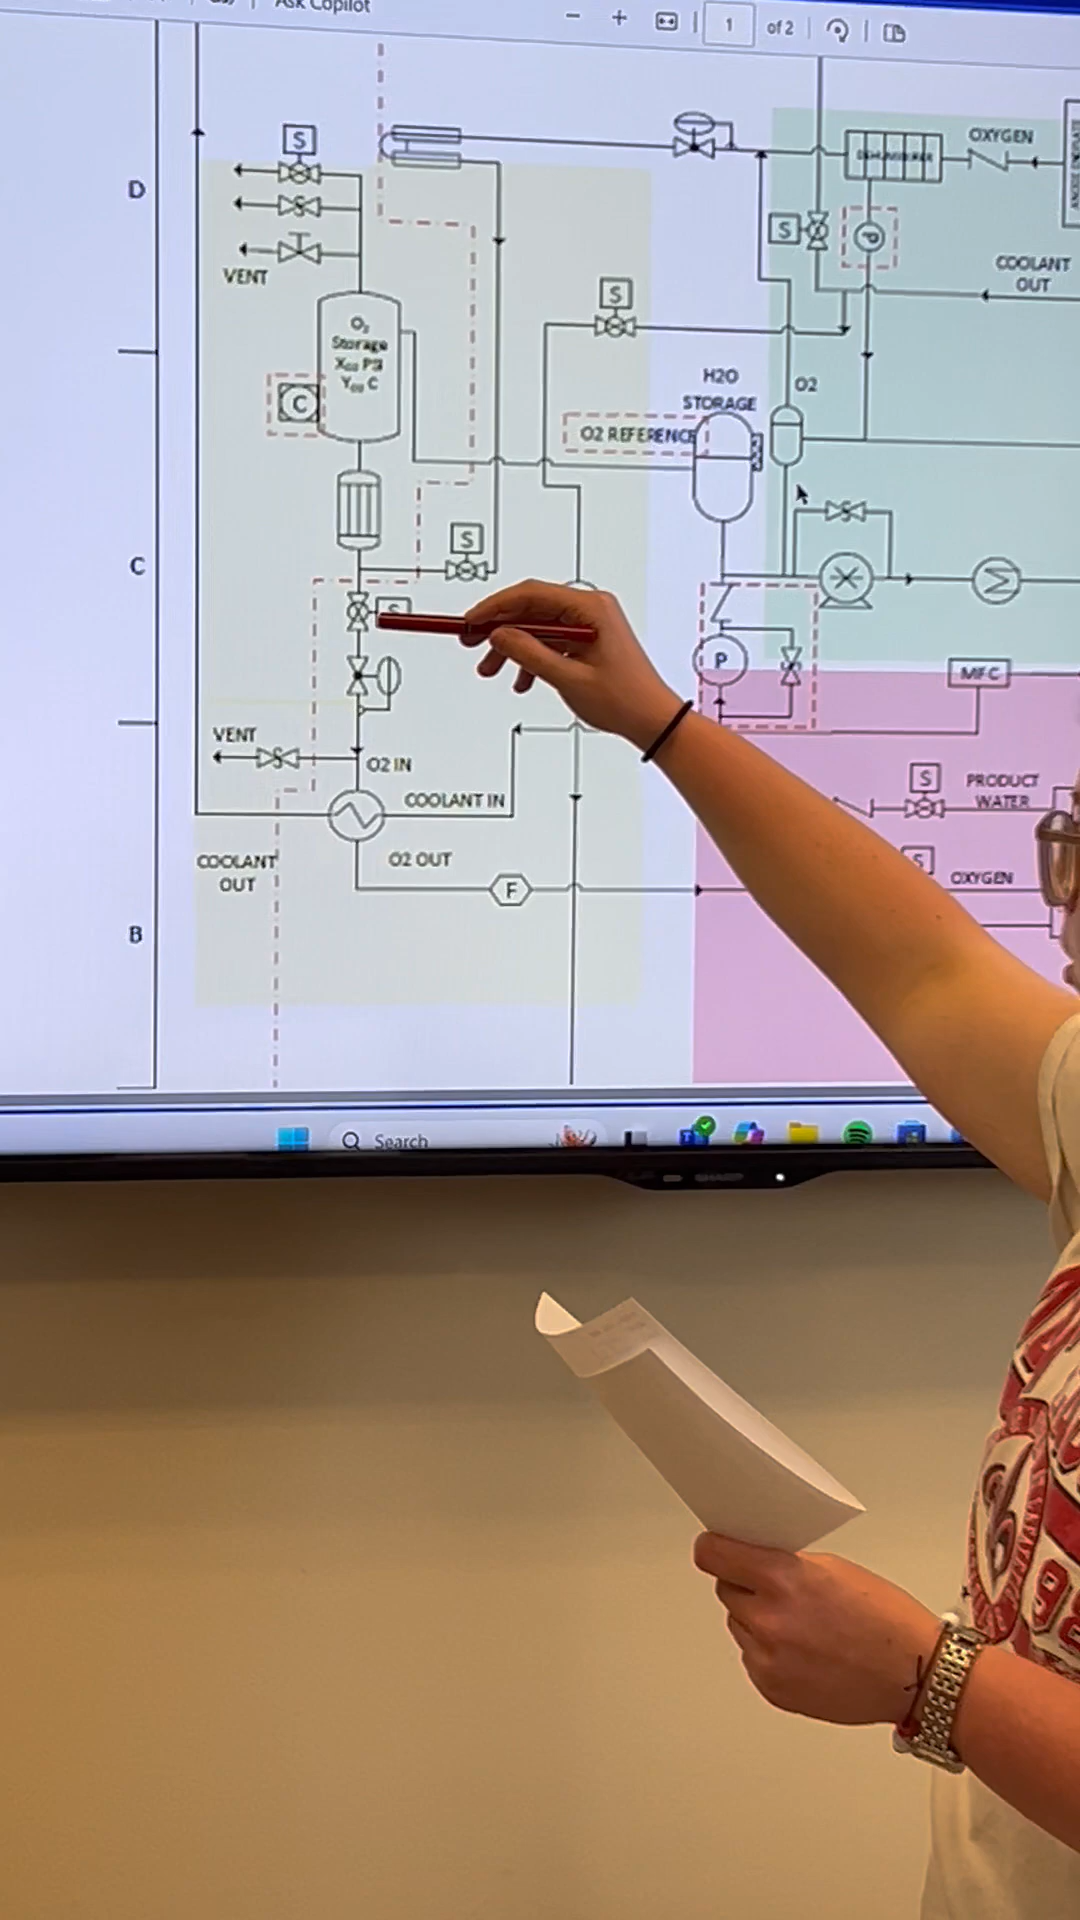 Ask Copilot
1 of 2
D
S
VENT
O2
Storage
C
S
OXYGEN
S
P
COOLANT
OUT
S
H2O
STORAGE
O2
O2 REFERENCE
C
S
S
P
MFC
VENT
O2 IN
COOLANT IN
COOLANT
OUT
O2 OUT
F
S
PRODUCT
WATER
S
OXYGEN
B
Search
SHARP